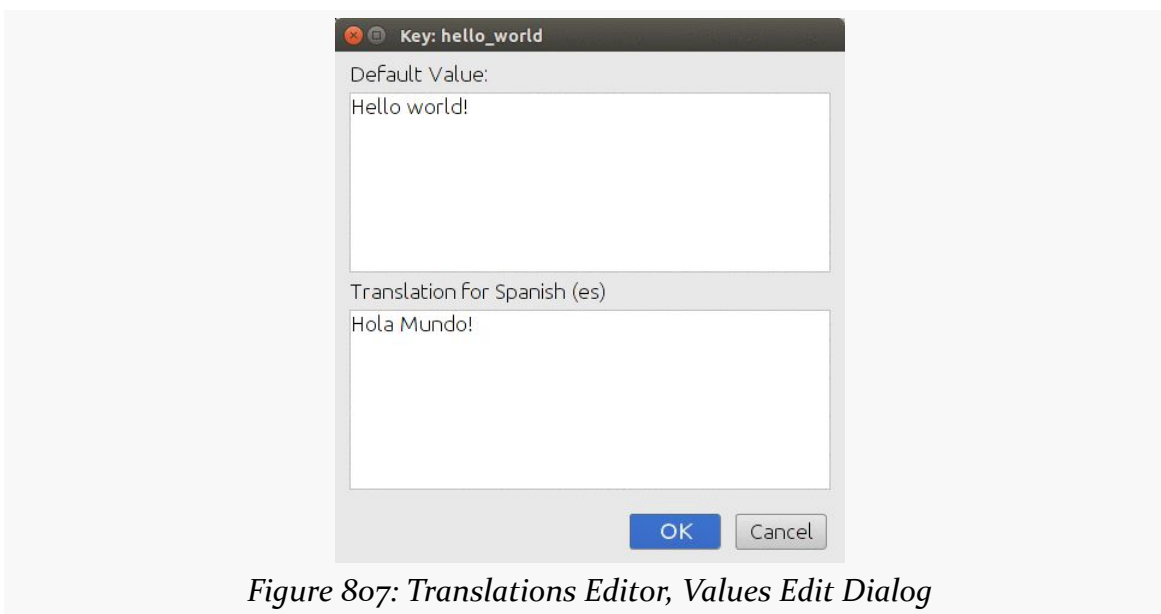 Key: hello_world
Default Value:
Hello world!
Translation for Spanish (es)
Hola Mundo!
OK Cancel
Figure 807: Translations Editor, Values Edit Dialog